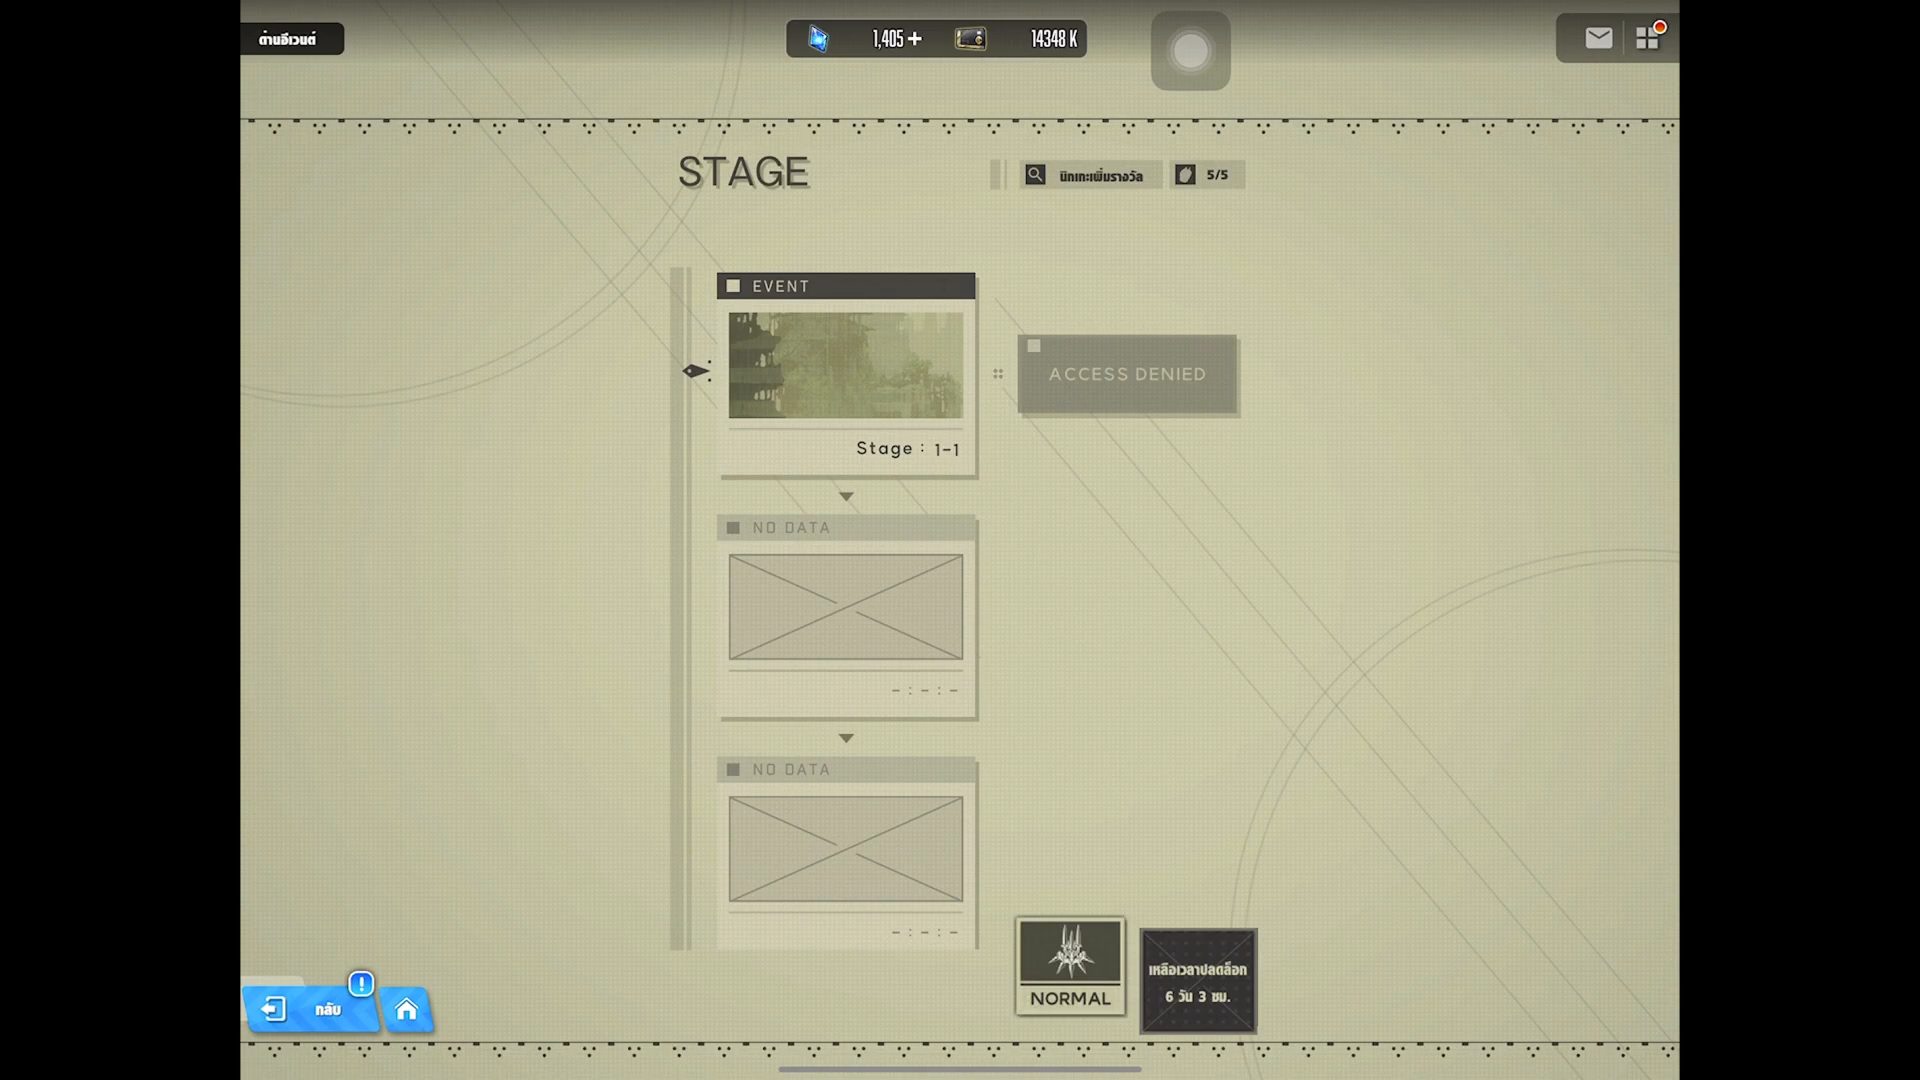 ด่านอีเวนต์
1,405 +
14348 K
STAGE
นิกเกะเพิ่มรางวัล
5/5
EVENT
ACCESS DENIED
Stage : 1-1
NO DATA
- : - : -
NO DATA
- : - : -
NORMAL
เหลือเวลาปลดล็อก
6 วัน 3 ชม.
!
กลับ